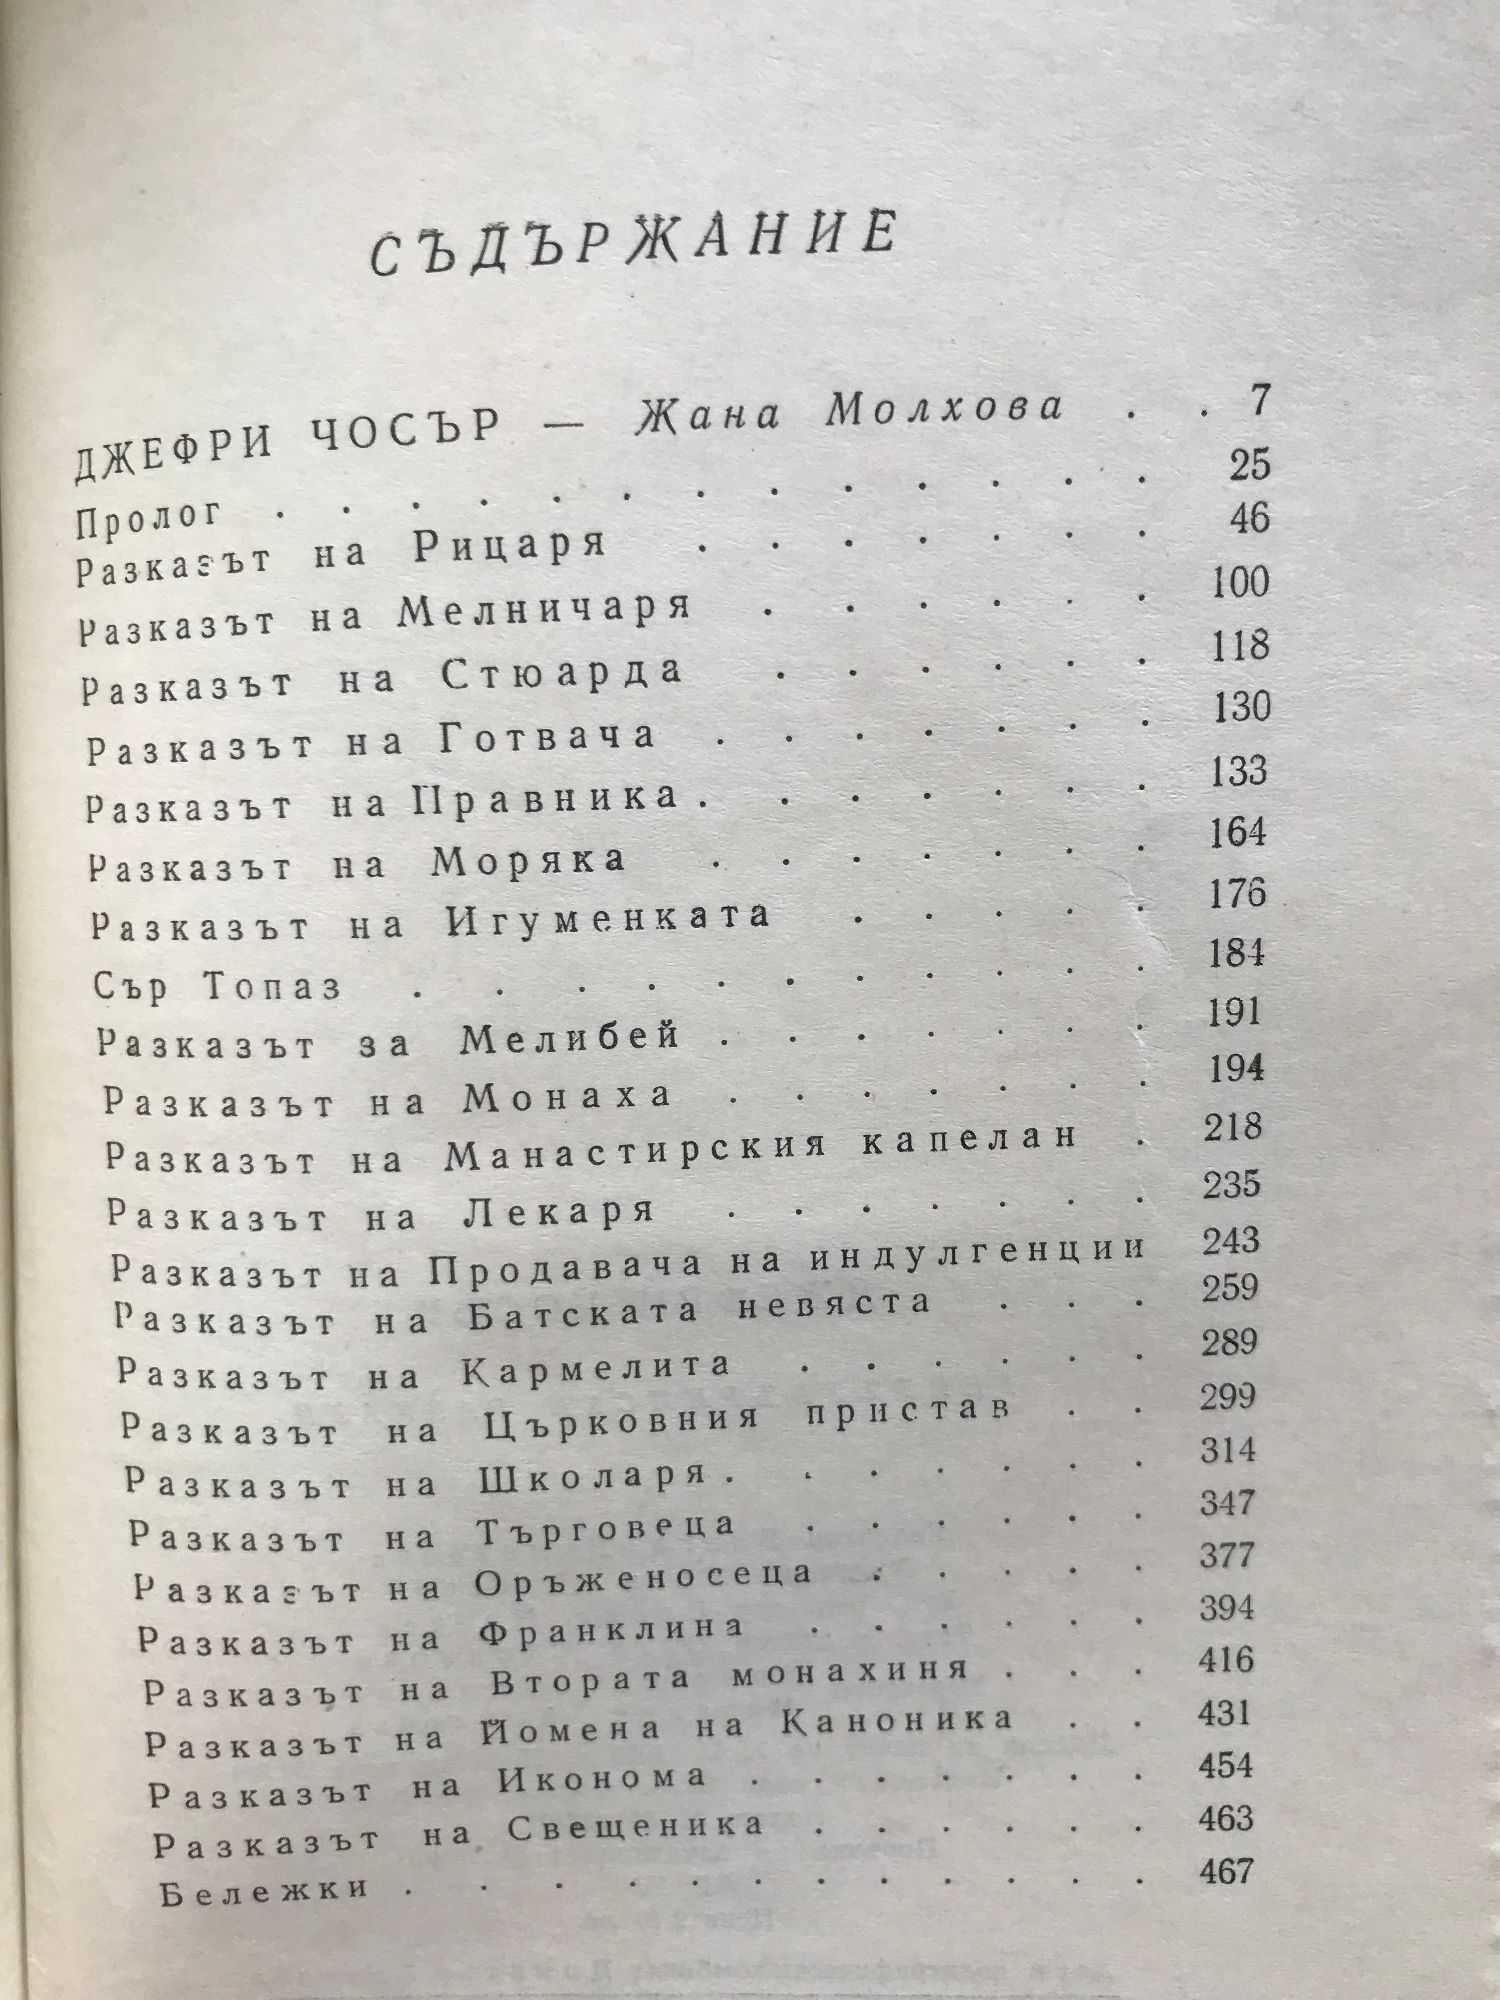 СЪДЪРЖАНИЕ
ДЖЕФРИ ЧОСЪР — Жана Молхова . . 7
Пролог . . . . . . . . . . . . . 25
Разказът на Рицаря . . . . . . . 46
Разказът на Мелничаря . . . . . . 100
Разказът на Стюарда . . . . . . 118
Разказът на Готвача . . . . . . . 130
Разказът на Правника . . . . . . . 133
Разказът на Моряка . . . . . . . 164
Разказът на Игуменката . . . . . 176
Сър Топаз . . . . . . . . . . . 184
Разказът за Мелибей . . . . . . . 191
Разказът на Монаха . . . . . . . 194
Разказът на Манастирския капелан . 218
Разказът на Лекаря . . . . . . . 235
Разказът на Продавача на индулгенции 243
Разказът на Батската невяста . . . 259
Разказът на Кармелита . . . . . . 289
Разказът на Църковния пристав . . 299
Разказът на Школаря . . . . . . . 314
Разказът на Търговеца . . . . . . 347
Разказът на Оръженосеца . . . . . 377
Разказът на Франклина . . . . . . 394
Разказът на Втората монахиня . . . 416
Разказът на Йомена на Каноника . . 431
Разказът на Иконома . . . . . . . 454
Разказът на Свещеника . . . . . . 463
Бележки . . . . . . . . . . . . 467